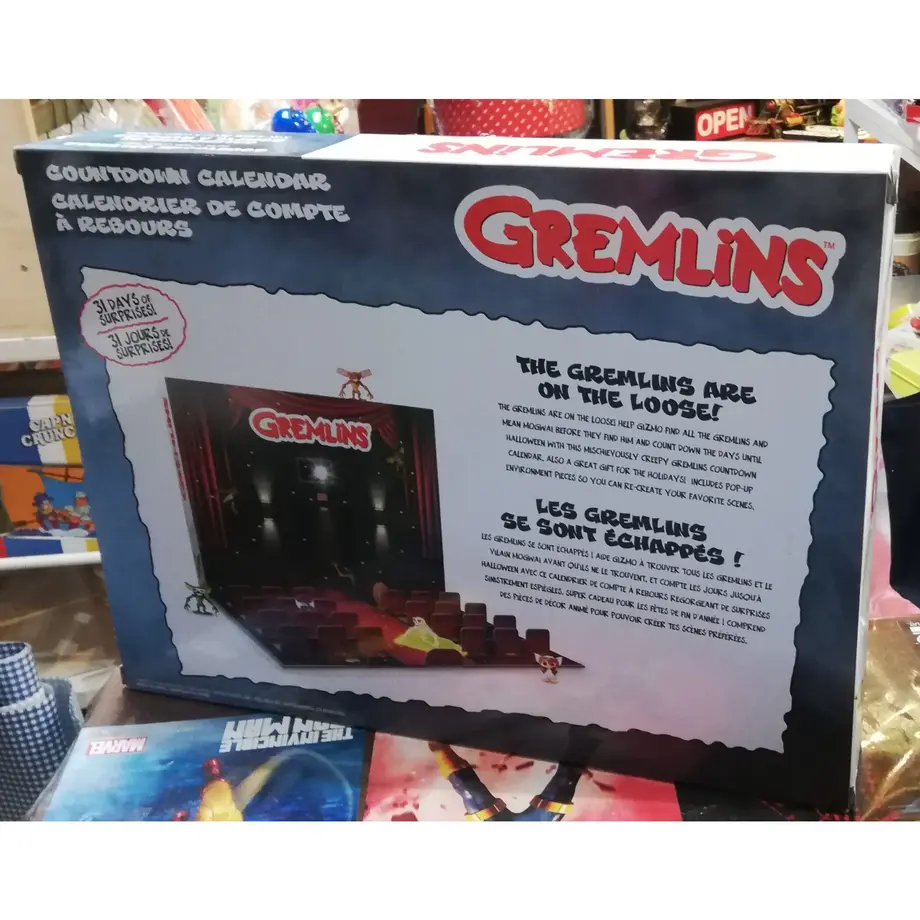 OPEN
GREMLINS
COUNTDOWN CALENDAR
CALENDRIER DE COMPTE
À REBOURS
GREMLINS™
31 DAYS OF
SURPRISES!
31 JOURS DE
SURPRISES!
THE GREMLINS ARE
ON THE LOOSE!
THE GREMLINS ARE ON THE LOOSE! HELP GIZMO FIND ALL THE GREMLINS AND
MEAN MOGWAI BEFORE THEY FIND HIM AND COUNT DOWN THE DAYS UNTIL
HALLOWEEN WITH THIS MISCHIEVOUSLY CREEPY GREMLINS COUNTDOWN
CALENDAR. ALSO A GREAT GIFT FOR THE HOLIDAYS! INCLUDES POP-UP
ENVIRONMENT PIECES SO YOU CAN RE-CREATE YOUR FAVORITE SCENES.
LES GREMLINS
SE SONT ÉCHAPPÉS !
LES GREMLINS SE SONT ECHAPPES ! AIDE GIZMO À TROUVER TOUS LES GREMLINS ET LE
VILAIN MOGWAI AVANT QU'ILS NE LE TROUVENT, ET COMPTE LES JOURS JUSQU'À
HALLOWEEN AVEC CE CALENDRIER DE COMPTE À REBOURS REGORGEANT DE SURPRISES
SINISTREMENT ESPIÈGLES. SUPER CADEAU POUR LES FÊTES DE FIN D'ANNÉE ! COMPREND
DES PIÈCES DE DÉCOR ANIMÉ POUR POUVOIR CRÉER TES SCÈNES PRÉFÉRÉES.
GREMLINS
CAP'N
CRUNC
MARVEL
THE INVINCIBLE
MAN